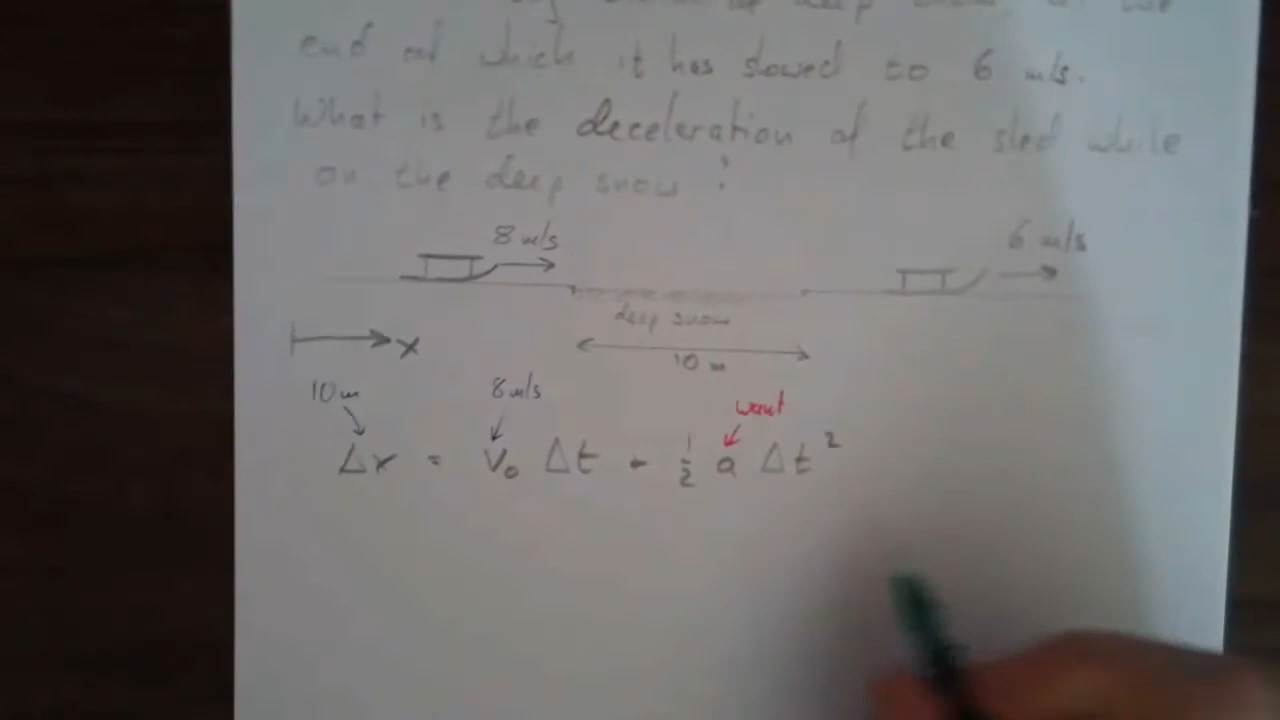 deep
end of which it has slowed to 6 m/s.
What is the deceleration of the sled while
on the deep snow ?
8 m/s
6 m/s
deep snow
10 m
x
10 m
8 m/s
want
Δx = V₀ Δt - ½ a Δt²